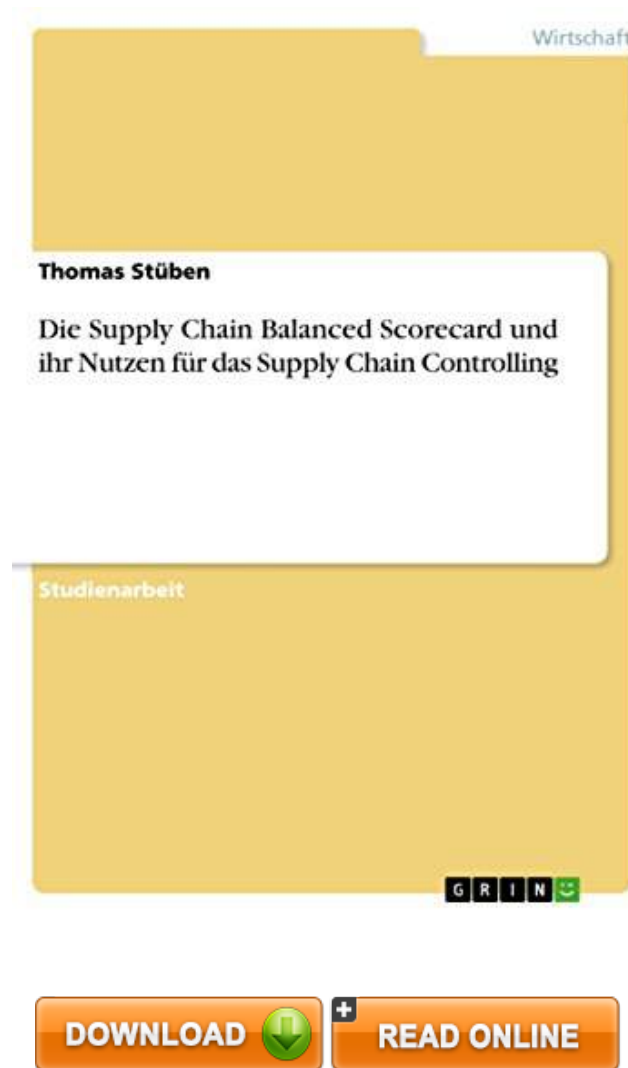 Wirtschaft
Thomas Stüben
Die Supply Chain Balanced Scorecard und
ihr Nutzen für das Supply Chain Controlling
Studienarbeit
GRIN
DOWNLOAD
READ ONLINE